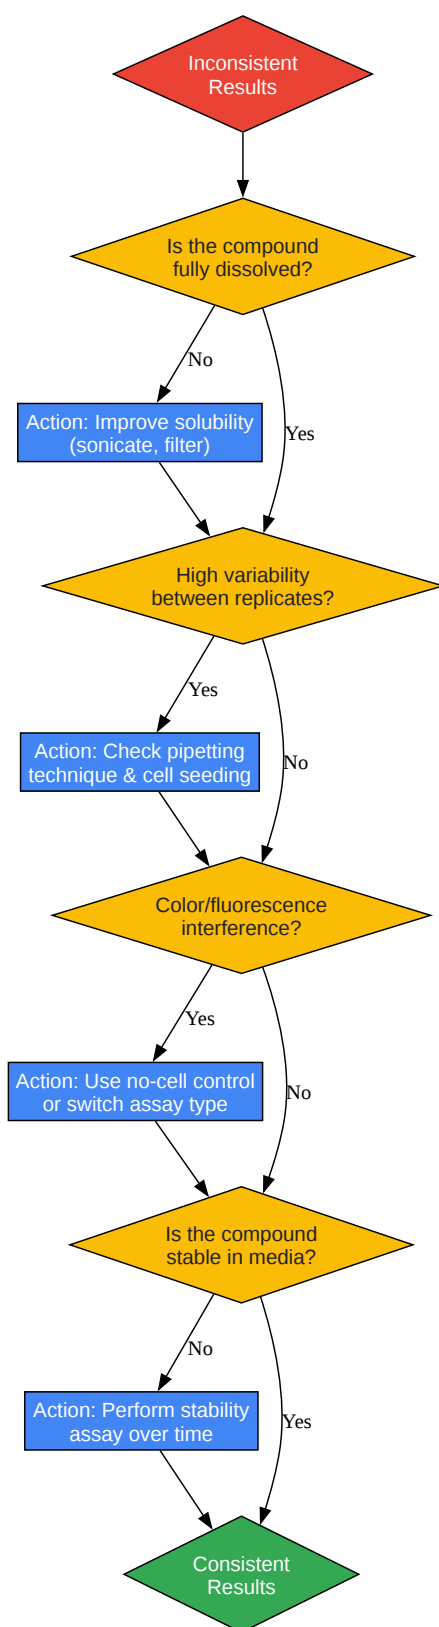 Inconsistent
Results
Is the compound
fully dissolved?
No
Action: Improve solubility
(sonicate, filter)
Yes
High variability
between replicates?
Yes
Action: Check pipetting
technique & cell seeding
No
Color/fluorescence
interference?
Yes
Action: Use no-cell control
or switch assay type
No
Is the compound
stable in media?
No
Action: Perform stability
assay over time
Yes
Consistent
Results